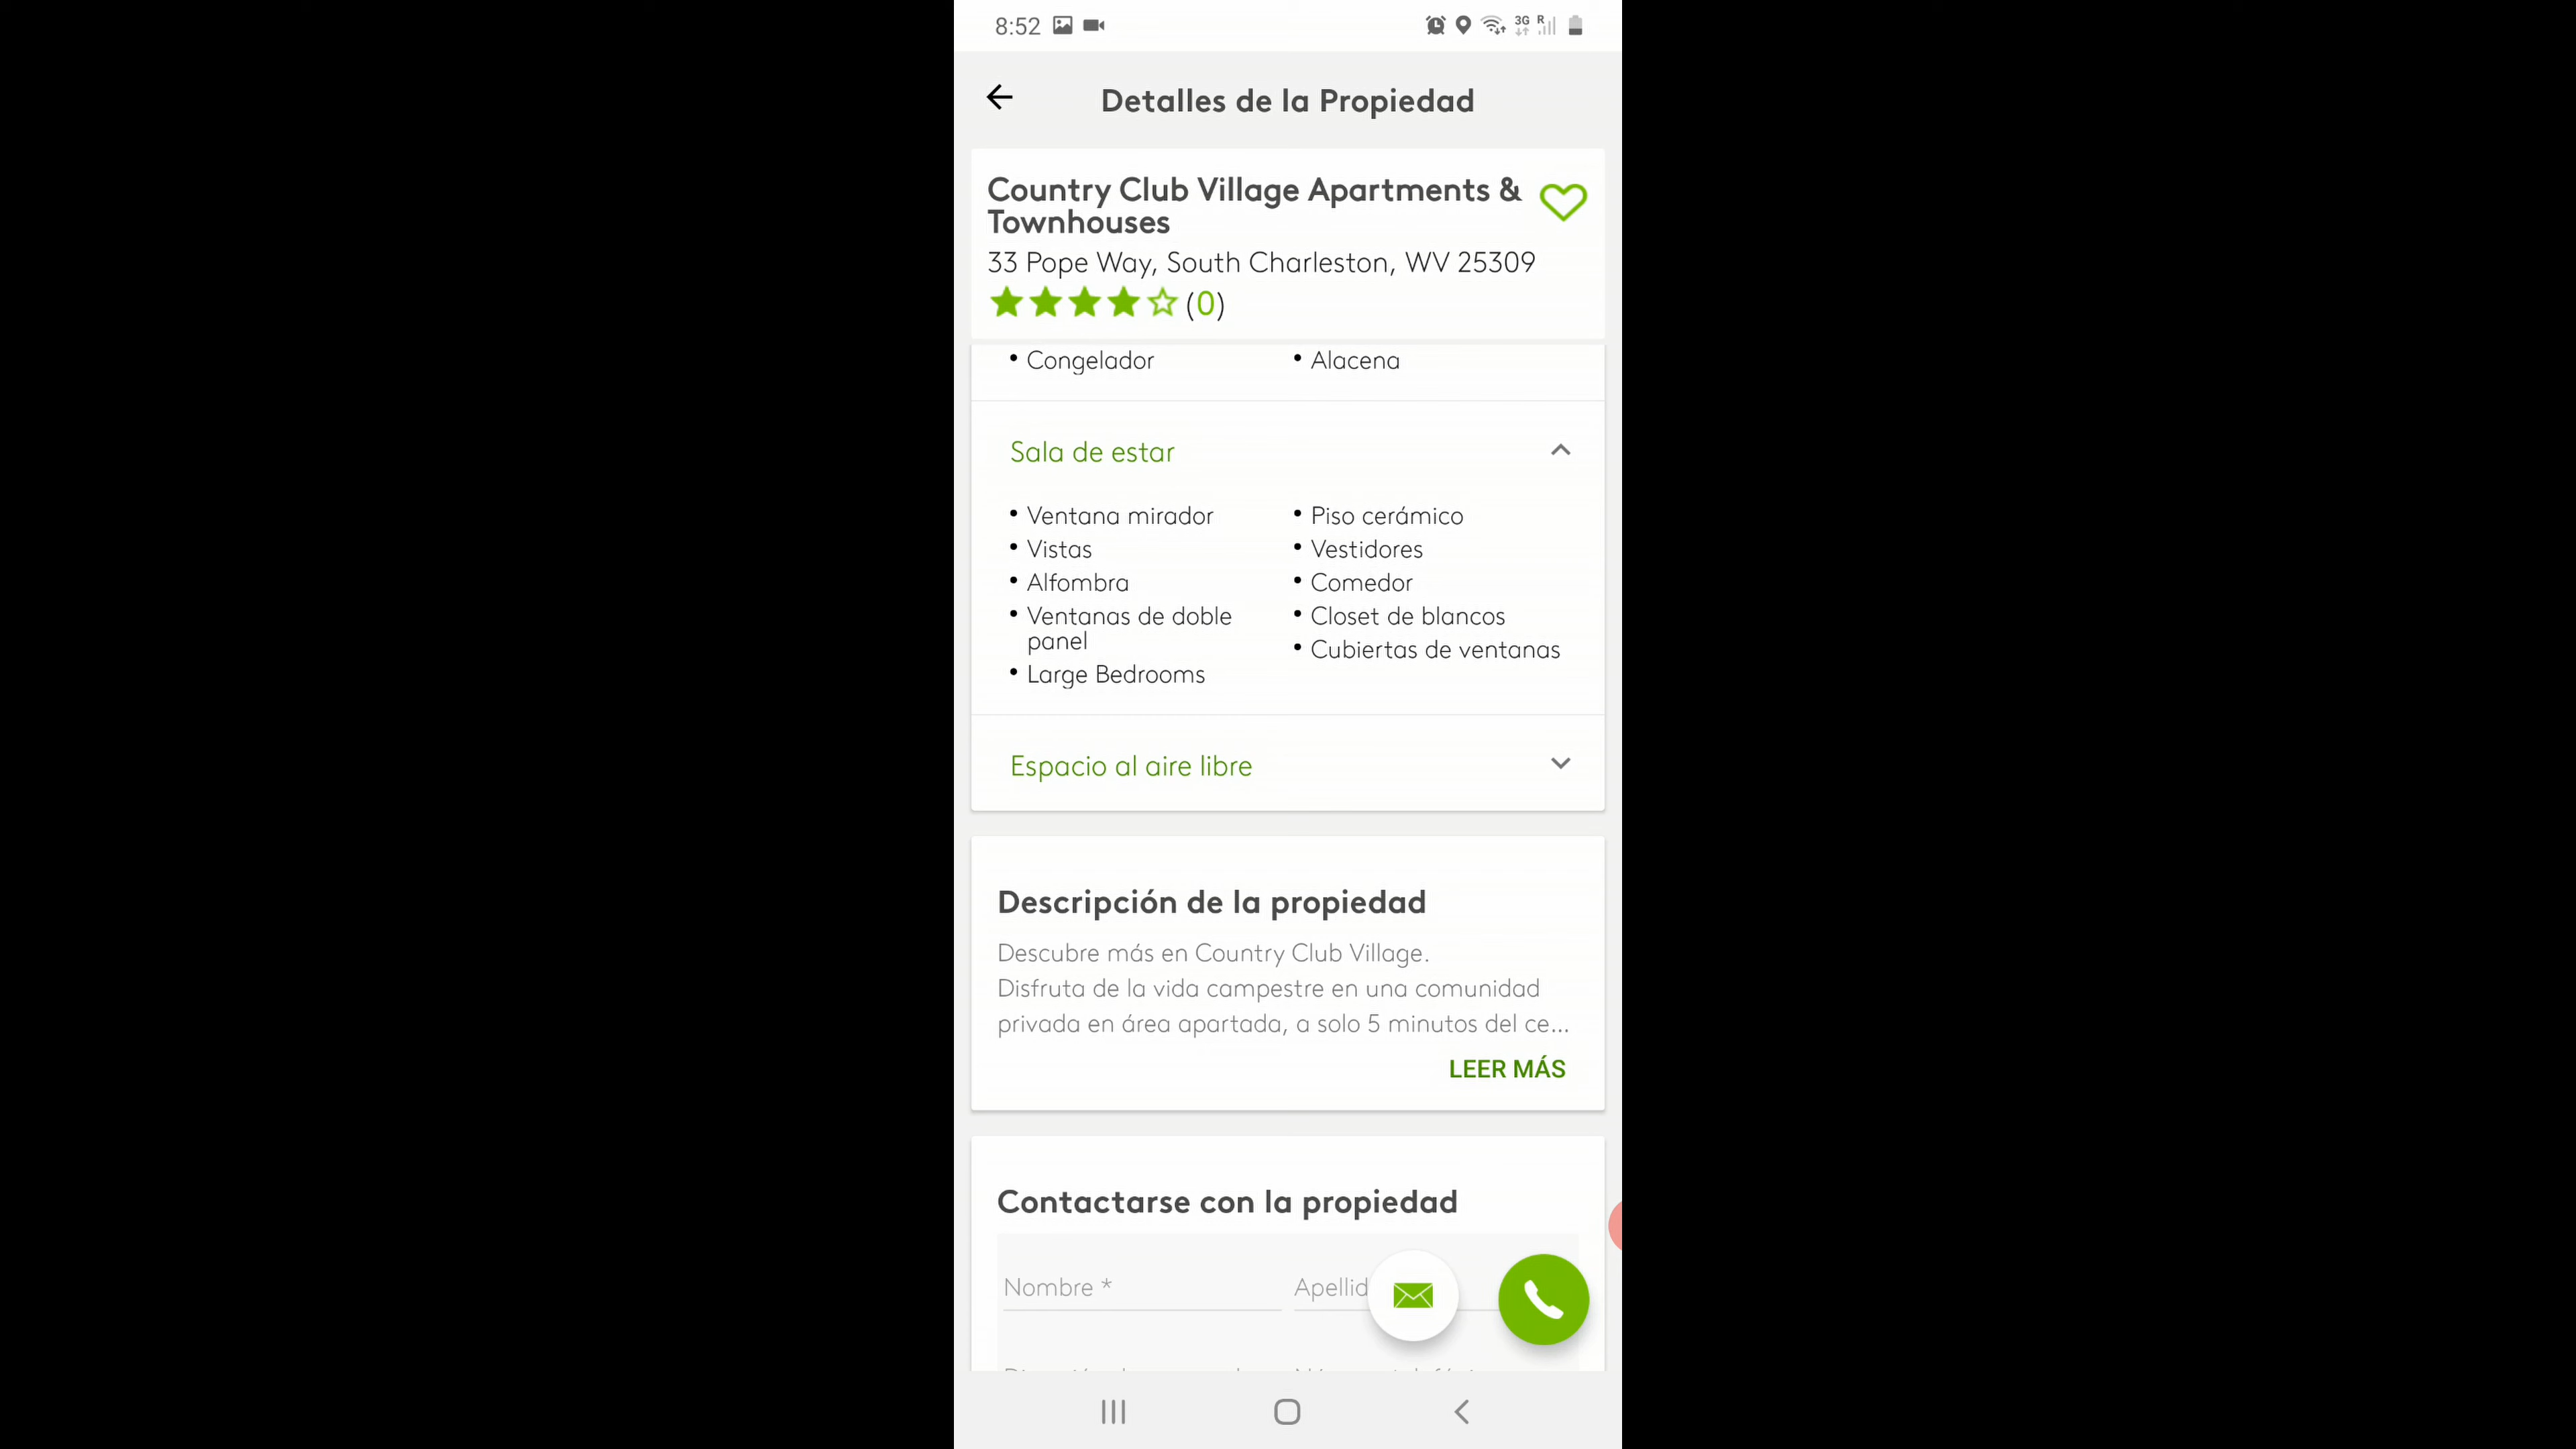 8:52
3G R
Detalles de la Propiedad
Country Club Village Apartments &
Townhouses
33 Pope Way, South Charleston, WV 25309
(0)
• Congelador
• Alacena
Sala de estar
• Ventana mirador
• Vistas
• Alfombra
• Ventanas de doble
panel
• Large Bedrooms
• Piso cerámico
• Vestidores
• Comedor
• Closet de blancos
• Cubiertas de ventanas
Espacio al aire libre
Descripción de la propiedad
Descubre más en Country Club Village.
Disfruta de la vida campestre en una comunidad
privada en área apartada, a solo 5 minutos del ce...
LEER MÁS
Contactarse con la propiedad
Nombre *
Apellid